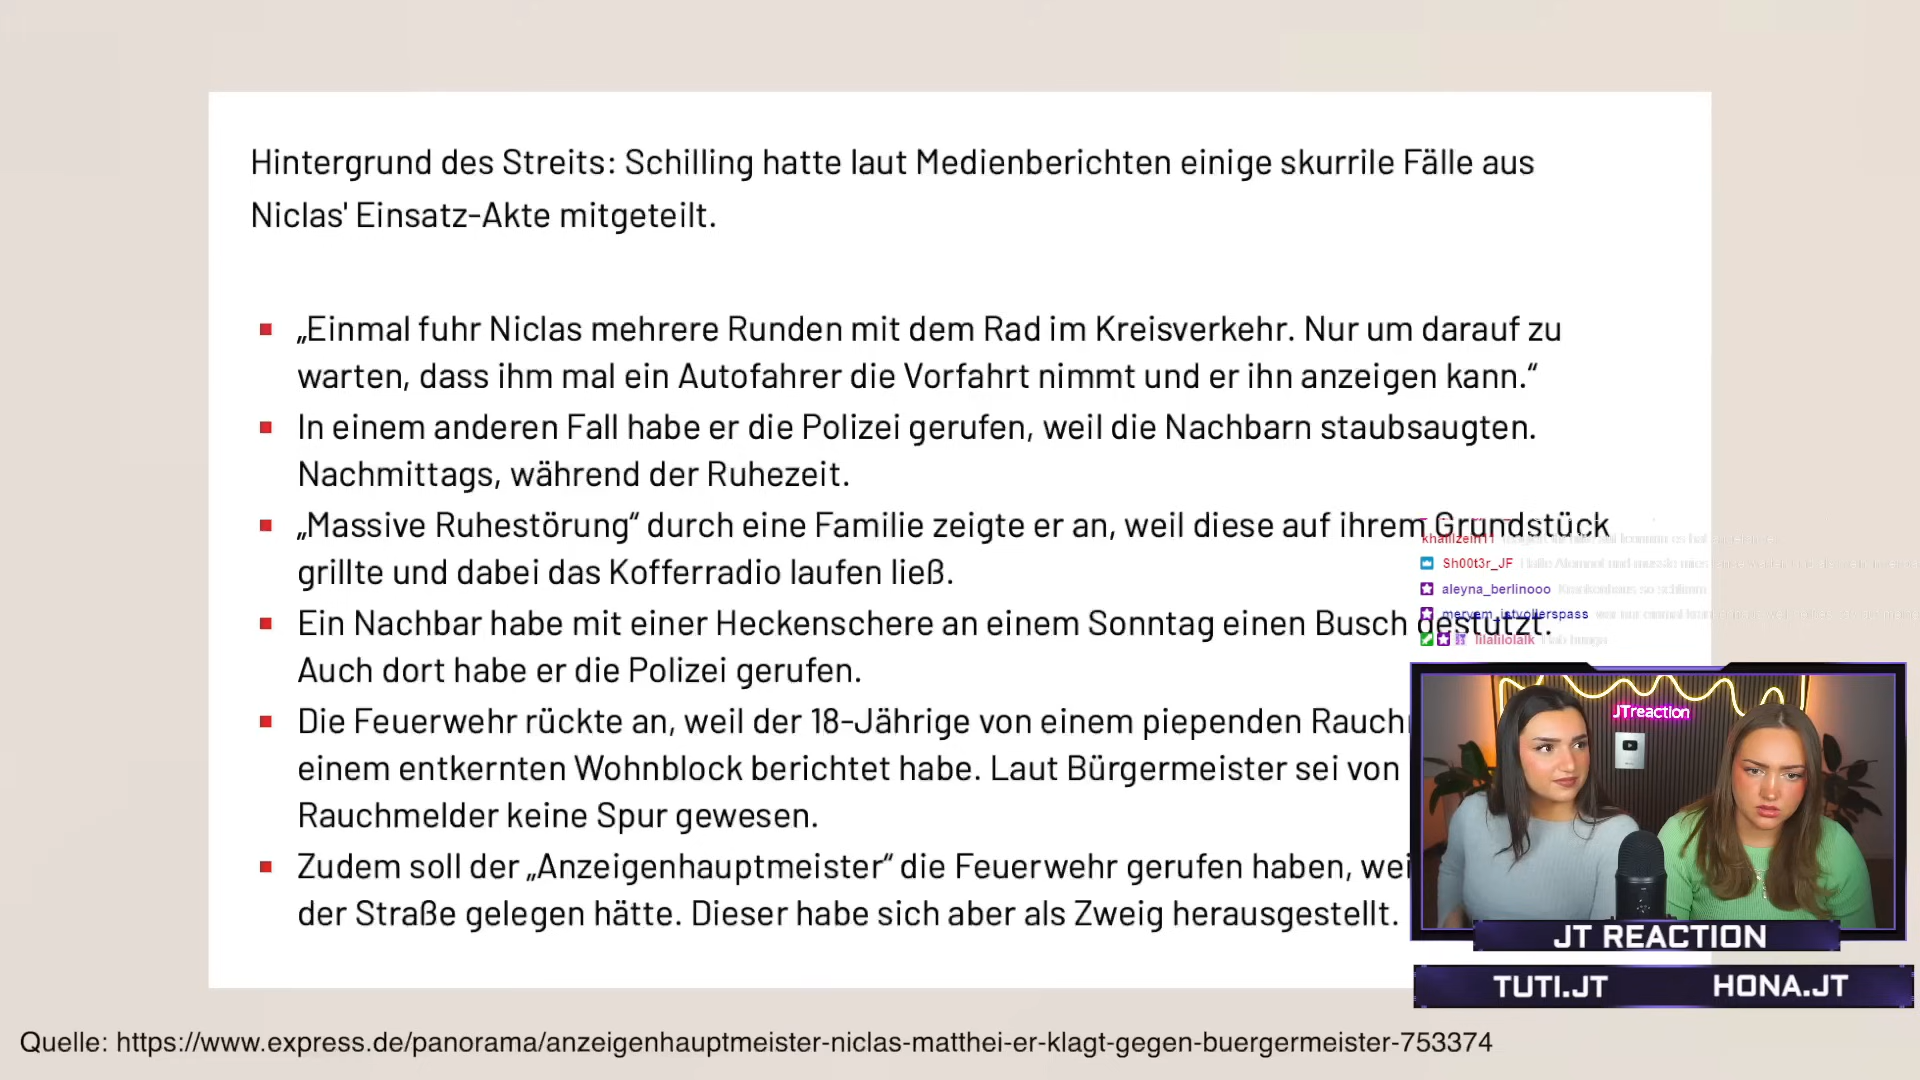 Hintergrund des Streits: Schilling hatte laut Medienberichten einige skurrile Fälle aus
Niclas' Einsatz-Akte mitgeteilt.
„Einmal fuhr Niclas mehrere Runden mit dem Rad im Kreisverkehr. Nur um darauf zu
warten, dass ihm mal ein Autofahrer die Vorfahrt nimmt und er ihn anzeigen kann.“
In einem anderen Fall habe er die Polizei gerufen, weil die Nachbarn staubsaugten.
Nachmittags, während der Ruhezeit.
„Massive Ruhestörung“ durch eine Familie zeigte er an, weil diese auf ihrem Grundstück
grillte und dabei das Kofferradio laufen ließ.
Ein Nachbar habe mit einer Heckenschere an einem Sonntag einen Busch gestutzt.
Auch dort habe er die Polizei gerufen.
Die Feuerwehr rückte an, weil der 18-Jährige von einem piependen
einem entkernten Wohnblock berichtet habe. Laut Bürgermeister sei von
Rauchmelder keine Spur gewesen.
Zudem soll der „Anzeigenhauptmeister“ die Feuerwehr gerufen haben,
der Straße gelegen hätte. Dieser habe sich aber als Zweig herausgestellt.
khalilzein11
Sh00t3r_JF
aleyna_berlinooo Krankenhaus so schlimm
meryem_istvollerspass
lilalilolalk
JTreaction
JT REACTION
TUTI.JT HONA.JT
Quelle: https://www.express.de/panorama/anzeigenhauptmeister-niclas-matthei-er-klagt-gegen-buergermeister-753374